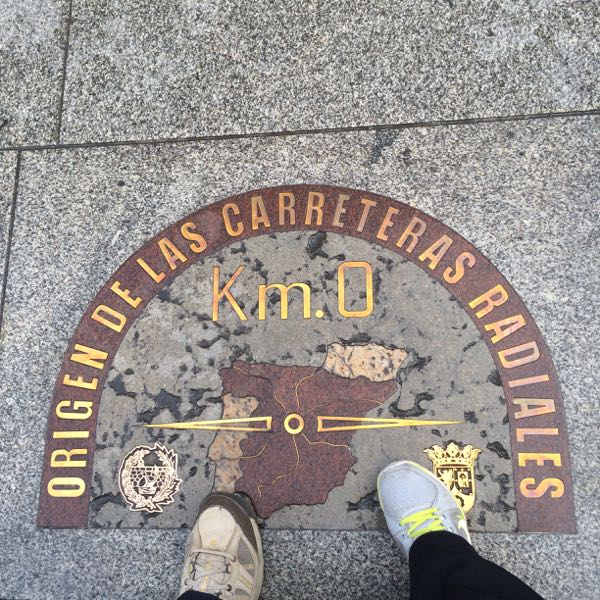 ORIGEN DE LAS CARRETERAS RADIALES
Km. 0